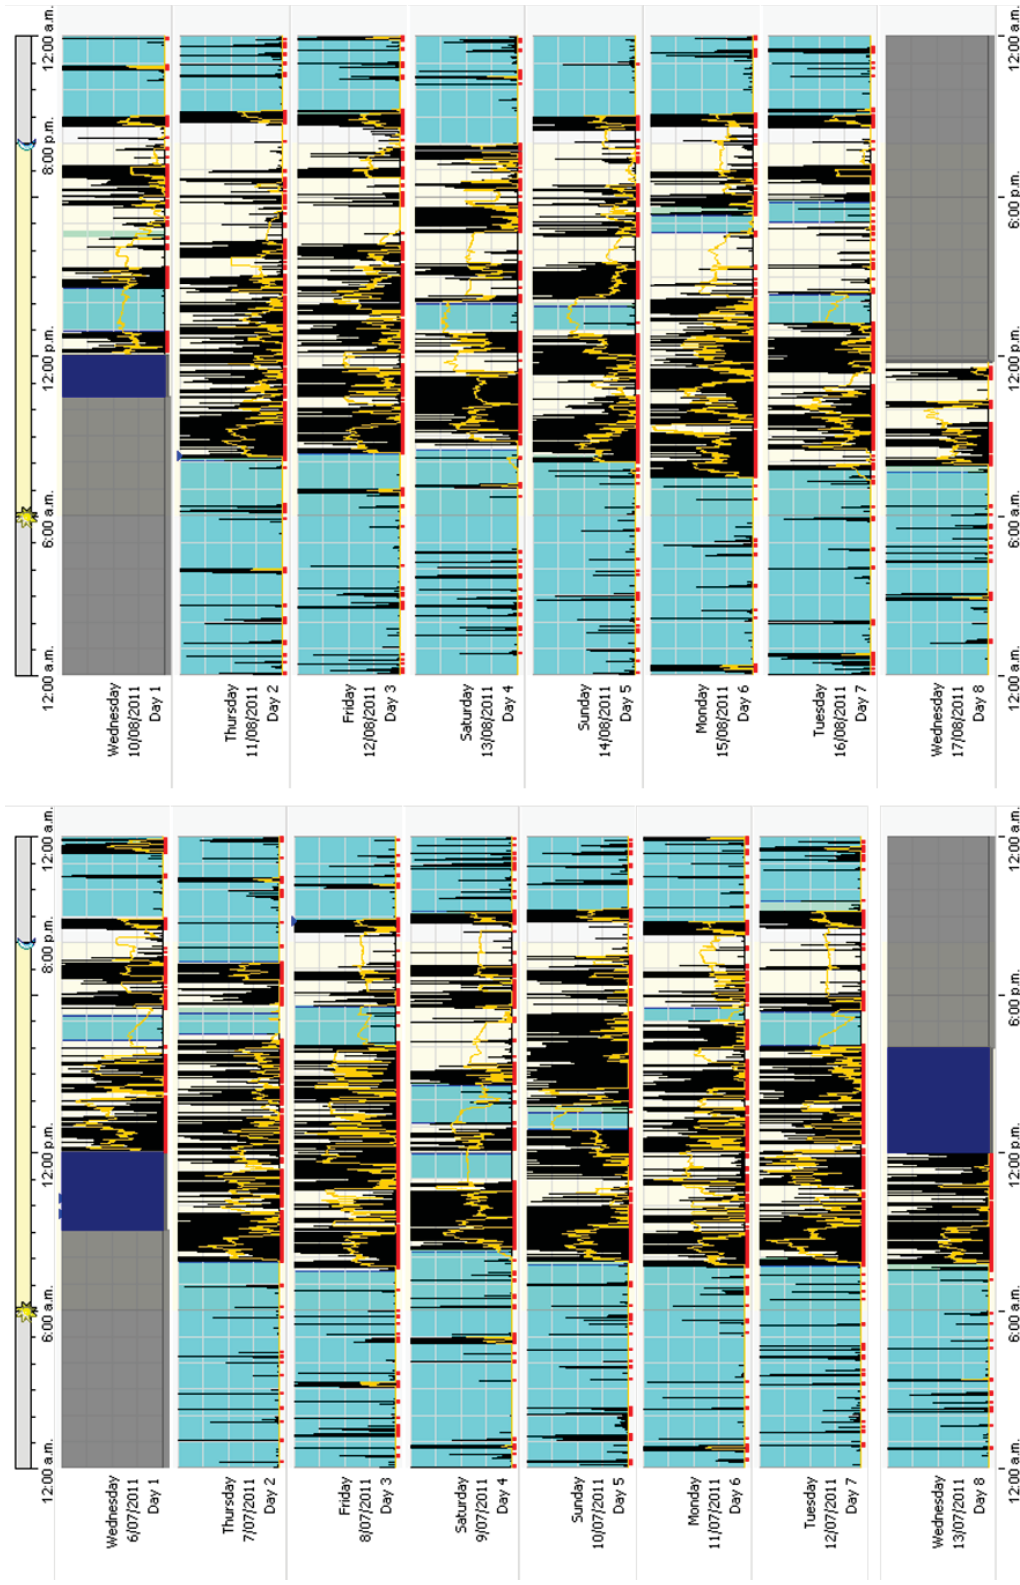 12:00 a.m.
6:00 a.m.
12:00 p.m.
6:00 p.m.
8:00 p.m.
12:00 a.m.
Wednesday
6/07/2011
Day 1
Thursday
7/07/2011
Day 2
Friday
8/07/2011
Day 3
Saturday
9/07/2011
Day 4
Sunday
10/07/2011
Day 5
Monday
11/07/2011
Day 6
Tuesday
12/07/2011
Day 7
Wednesday
13/07/2011
Day 8
12:00 a.m.
6:00 a.m.
12:00 p.m.
6:00 p.m.
12:00 a.m.
12:00 a.m.
6:00 a.m.
12:00 p.m.
8:00 p.m.
12:00 a.m.
Wednesday
10/08/2011
Day 1
Thursday
11/08/2011
Day 2
Friday
12/08/2011
Day 3
Saturday
13/08/2011
Day 4
Sunday
14/08/2011
Day 5
Monday
15/08/2011
Day 6
Tuesday
16/08/2011
Day 7
Wednesday
17/08/2011
Day 8
12:00 a.m.
6:00 a.m.
12:00 p.m.
6:00 p.m.
12:00 a.m.